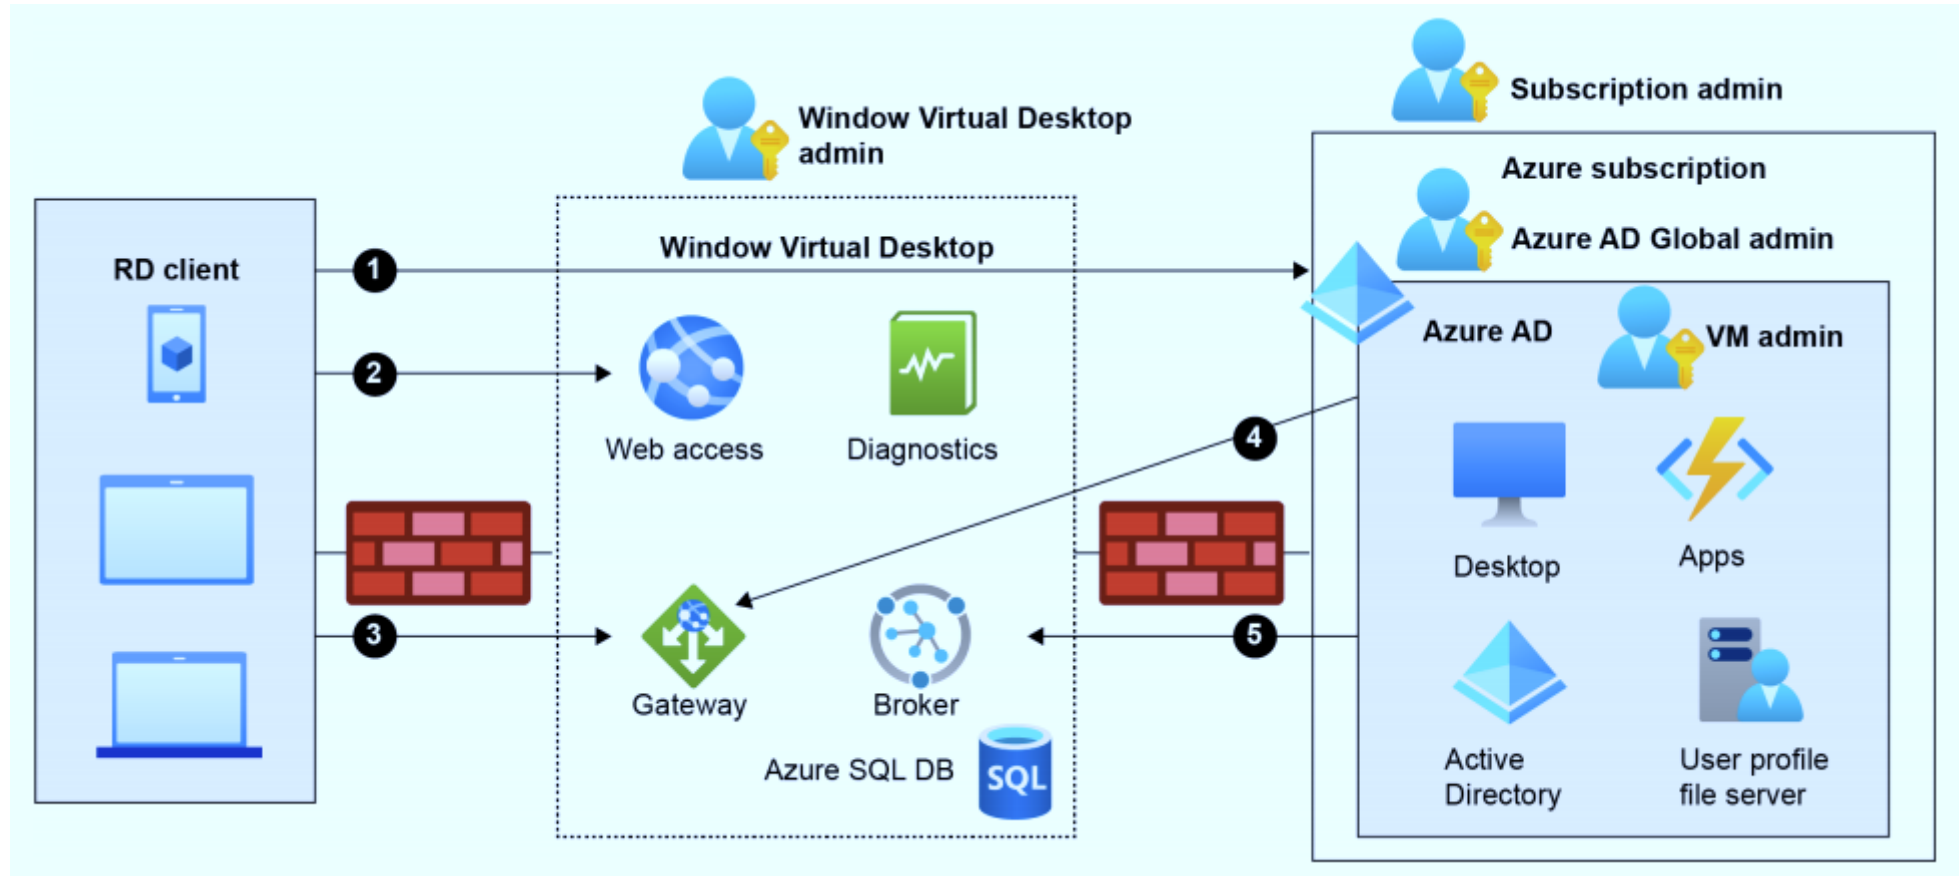 Subscription admin
Window Virtual Desktop
admin
Azure subscription
Azure AD Global admin
RD client
1
Window Virtual Desktop
Azure AD
VM admin
2
Web access
Diagnostics
4
Desktop
Apps
3
5
Gateway
Broker
Azure SQL DB
SQL
Active
Directory
User profile
file server